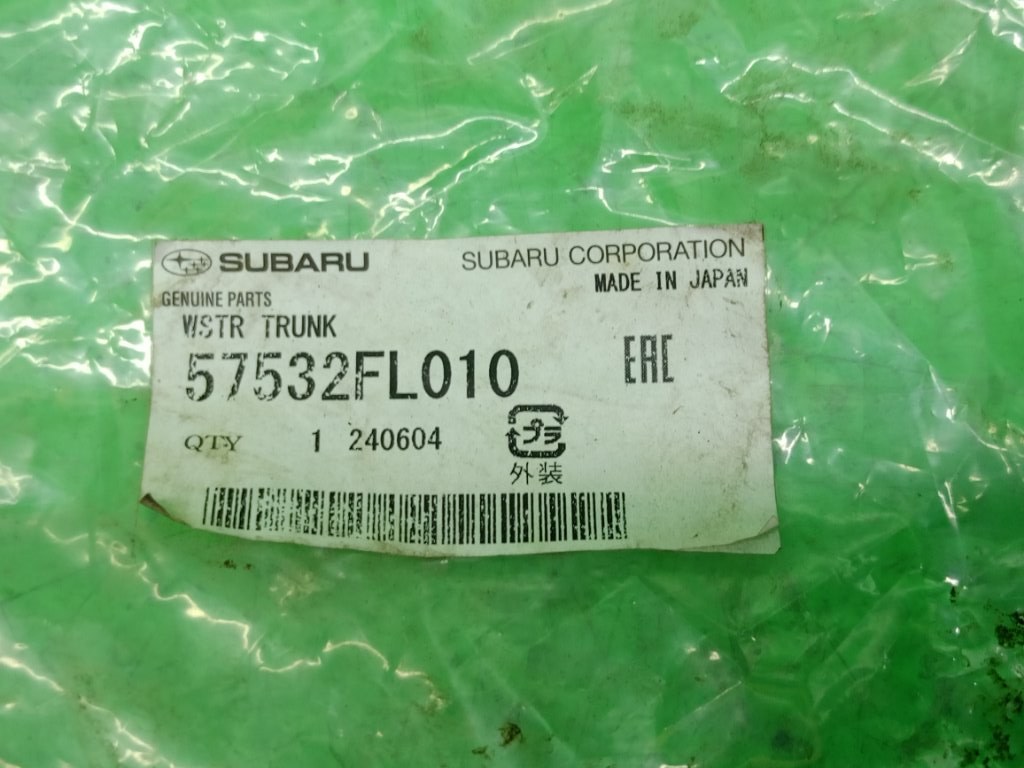 SUBARU
SUBARU CORPORATION
MADE IN JAPAN
GENUINE PARTS
WSTR TRUNK
57532FL010
EAC
QTY 1 240604
プラ
外装